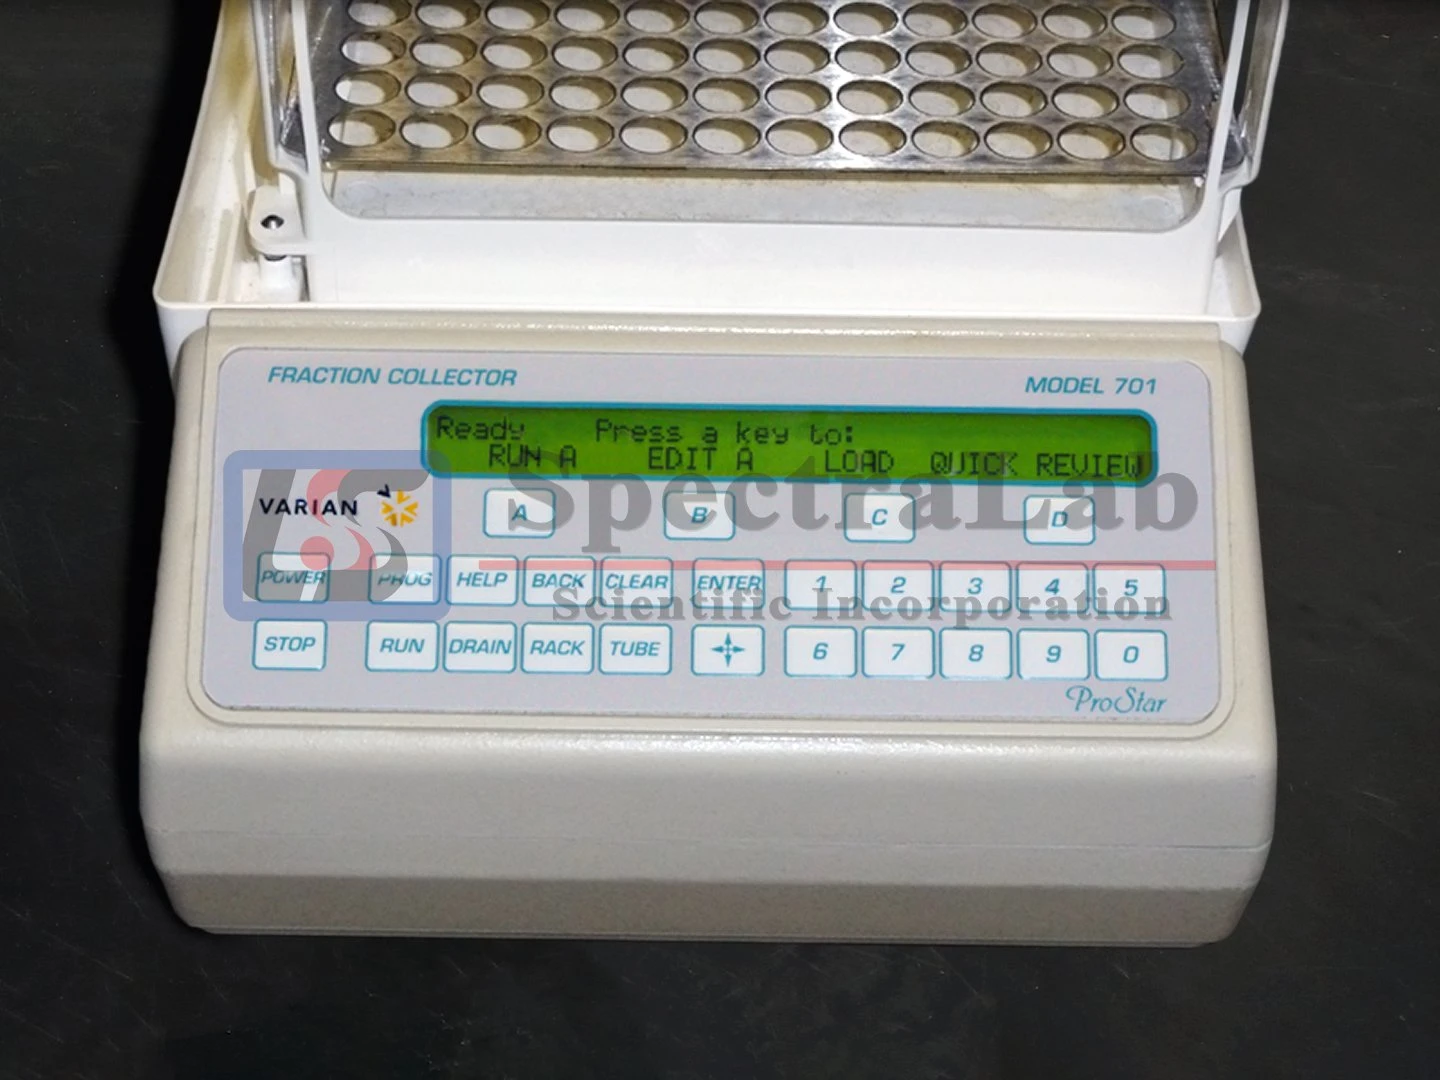 FRACTION COLLECTOR
MODEL 701
Ready Press a key to:
RUN A EDIT A LOAD QUICK REVIEW
VARIAN
A B C D
SpectraLab
Scientific Incorporation
POWER PROG HELP BACK CLEAR ENTER 1 2 3 4 5
STOP RUN DRAIN RACK TUBE 6 7 8 9 0
ProStar